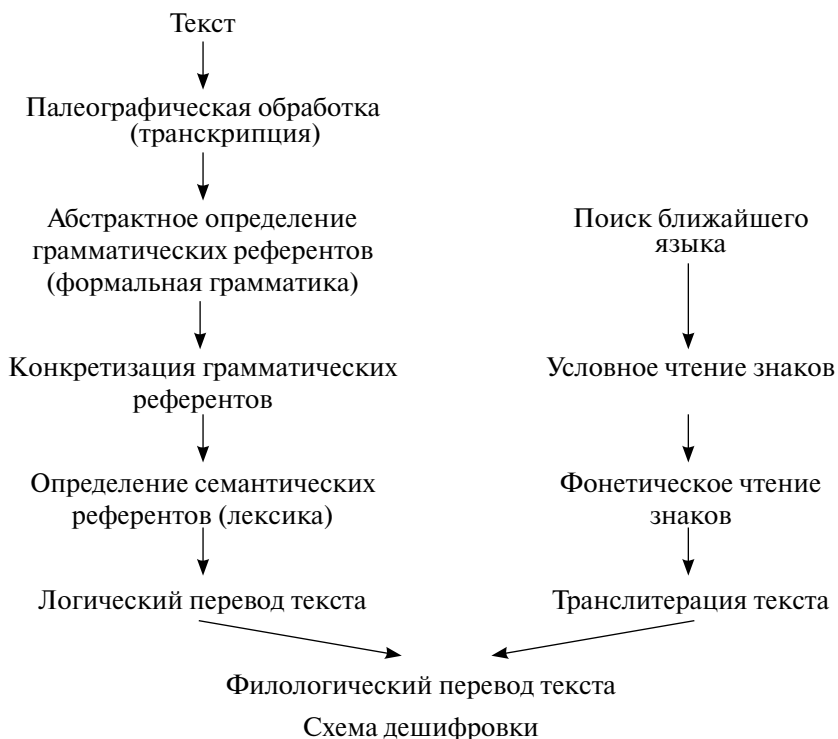 Текст
Палеографическая обработка
(транскрипция)
Абстрактное определение
грамматических референтов
(формальная грамматика)
Поиск ближайшего
языка
Конкретизация грамматических
референтов
Условное чтение знаков
Определение семантических
референтов (лексика)
Фонетическое чтение
знаков
Логический перевод текста
Транслитерация текста
Филологический перевод текста
Схема дешифровки